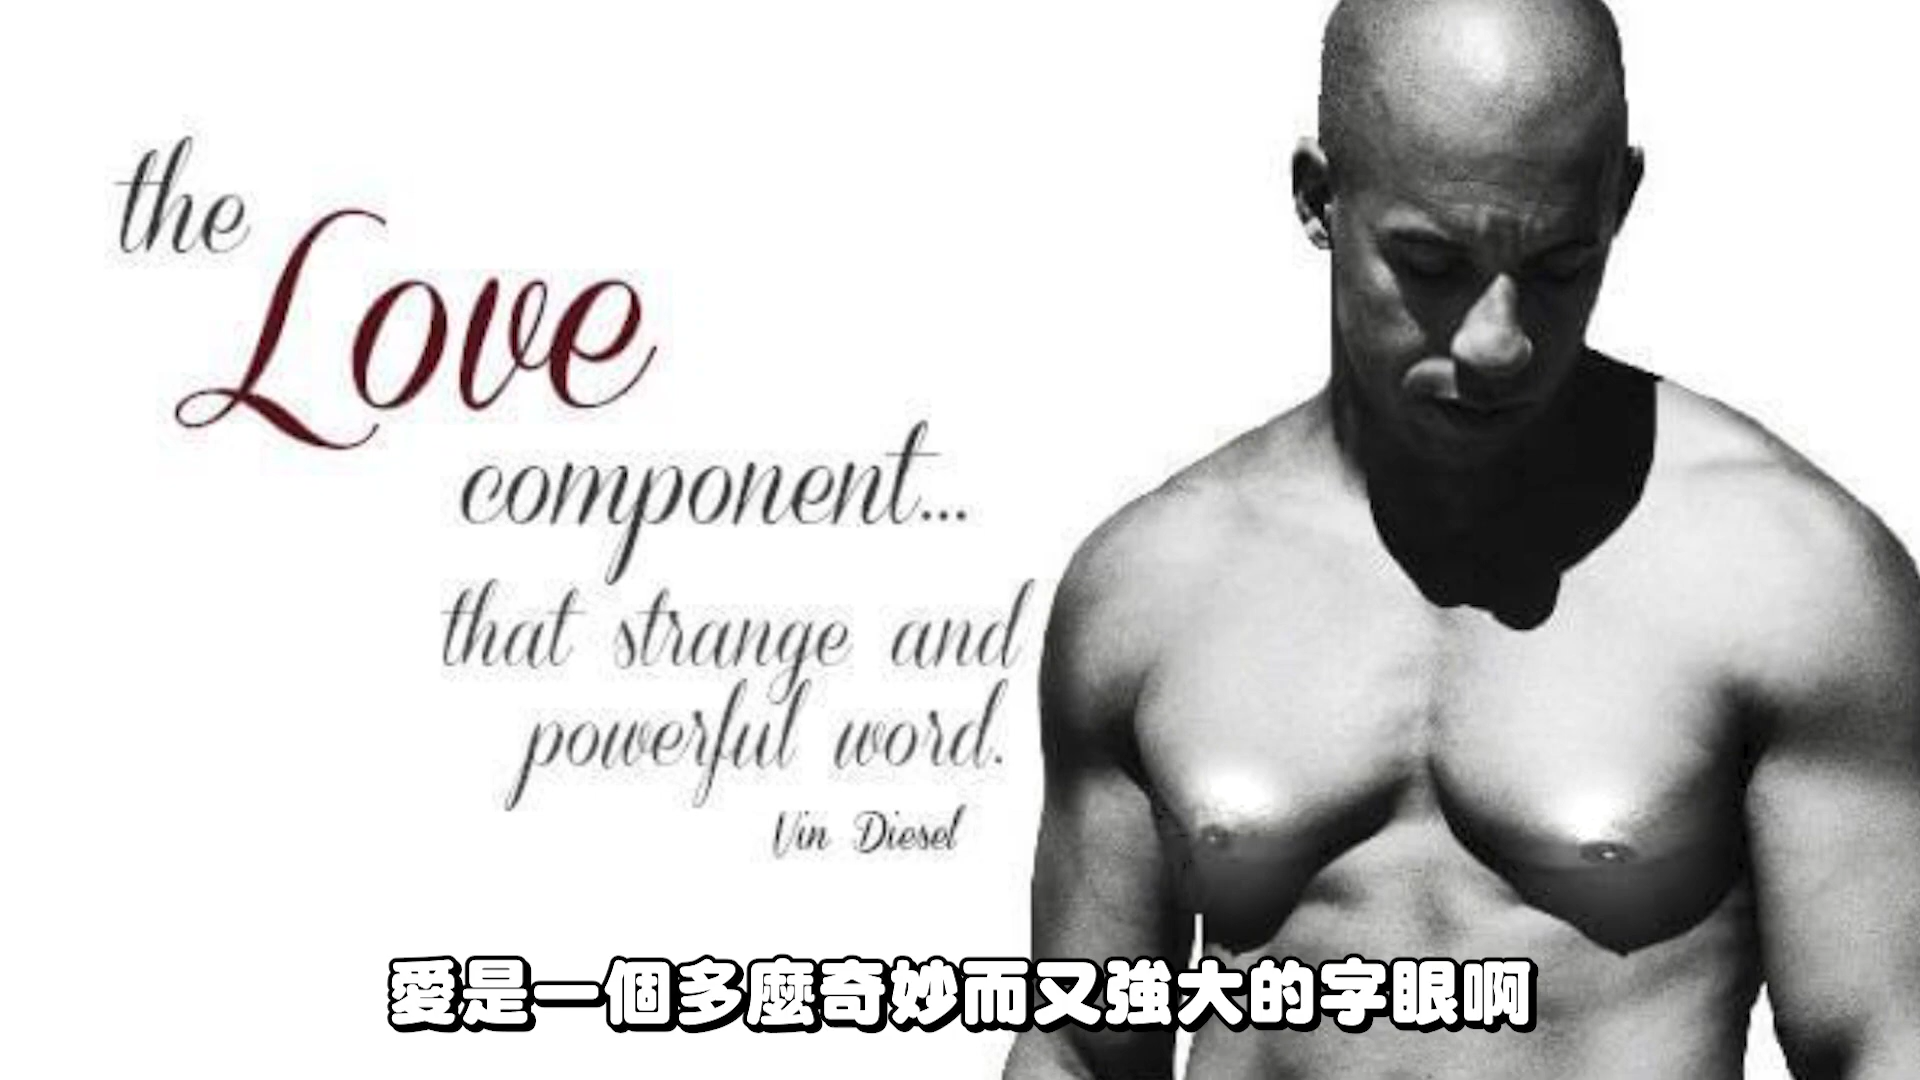 the
Love
component...
that strange and
powerful word.
Vin Diesel
愛是一個多麼奇妙而又強大的字眼啊